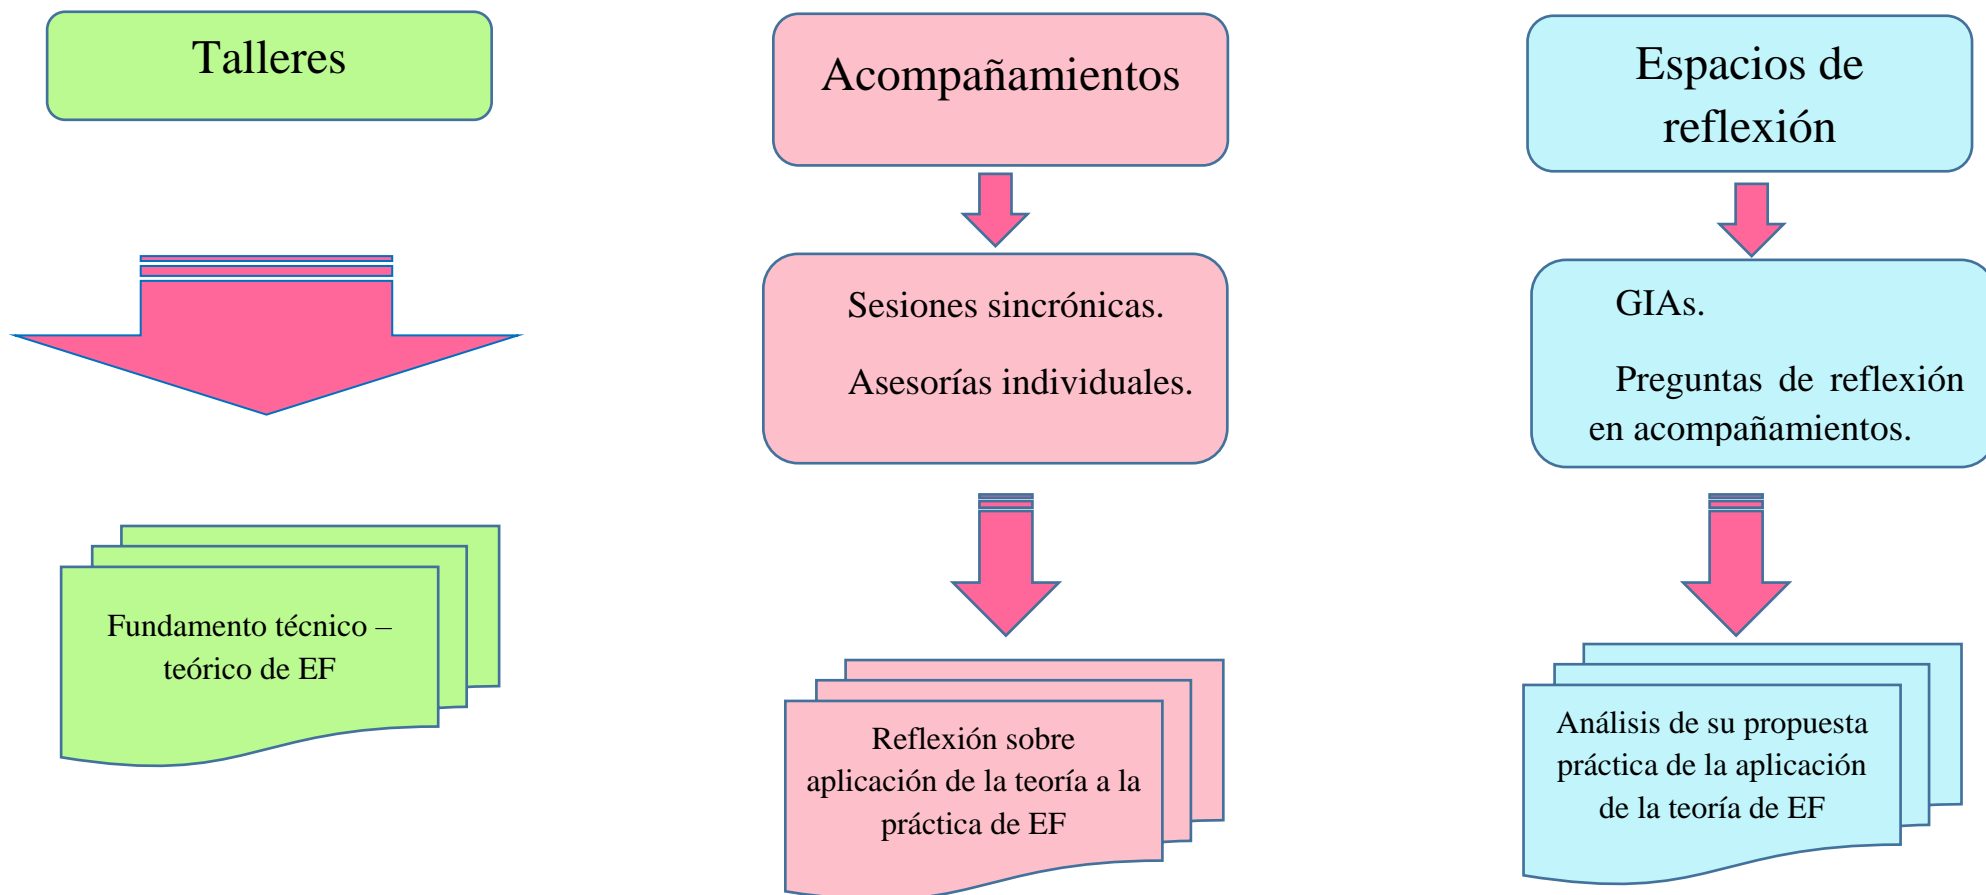 Talleres
Fundamento técnico –
teórico de EF
Acompañamientos
Sesiones sincrónicas.
Asesorías individuales.
Reflexión sobre
aplicación de la teoría a la
práctica de EF
Espacios de
reflexión
GIAs.
Preguntas de reflexión
en acompañamientos.
Análisis de su propuesta
práctica de la aplicación
de la teoría de EF